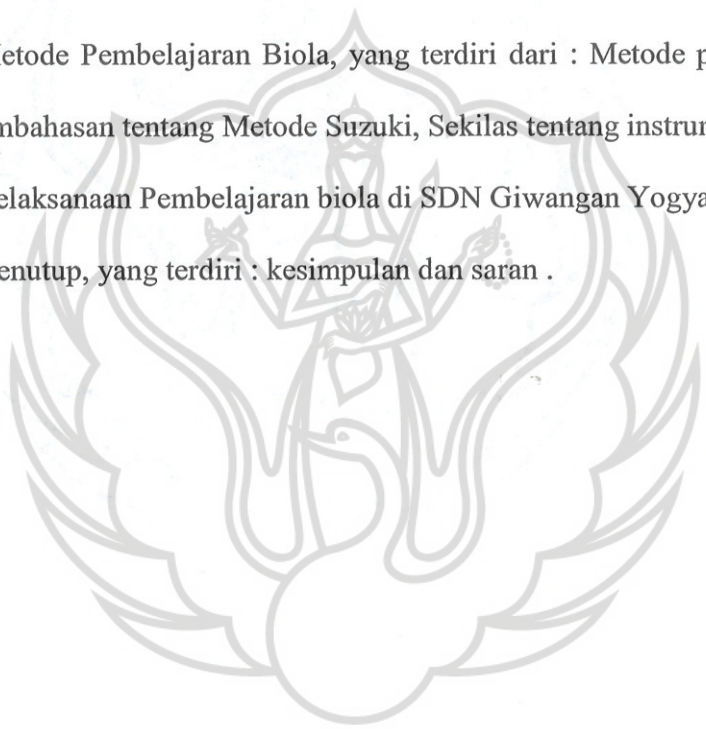 etode Pembelajaran Biola, yang terdiri dari : Metode p
mbahasan tentang Metode Suzuki, Sekilas tentang instru
elaksanaan Pembelajaran biola di SDN Giwangan Yogya
enutup, yang terdiri : kesimpulan dan saran .